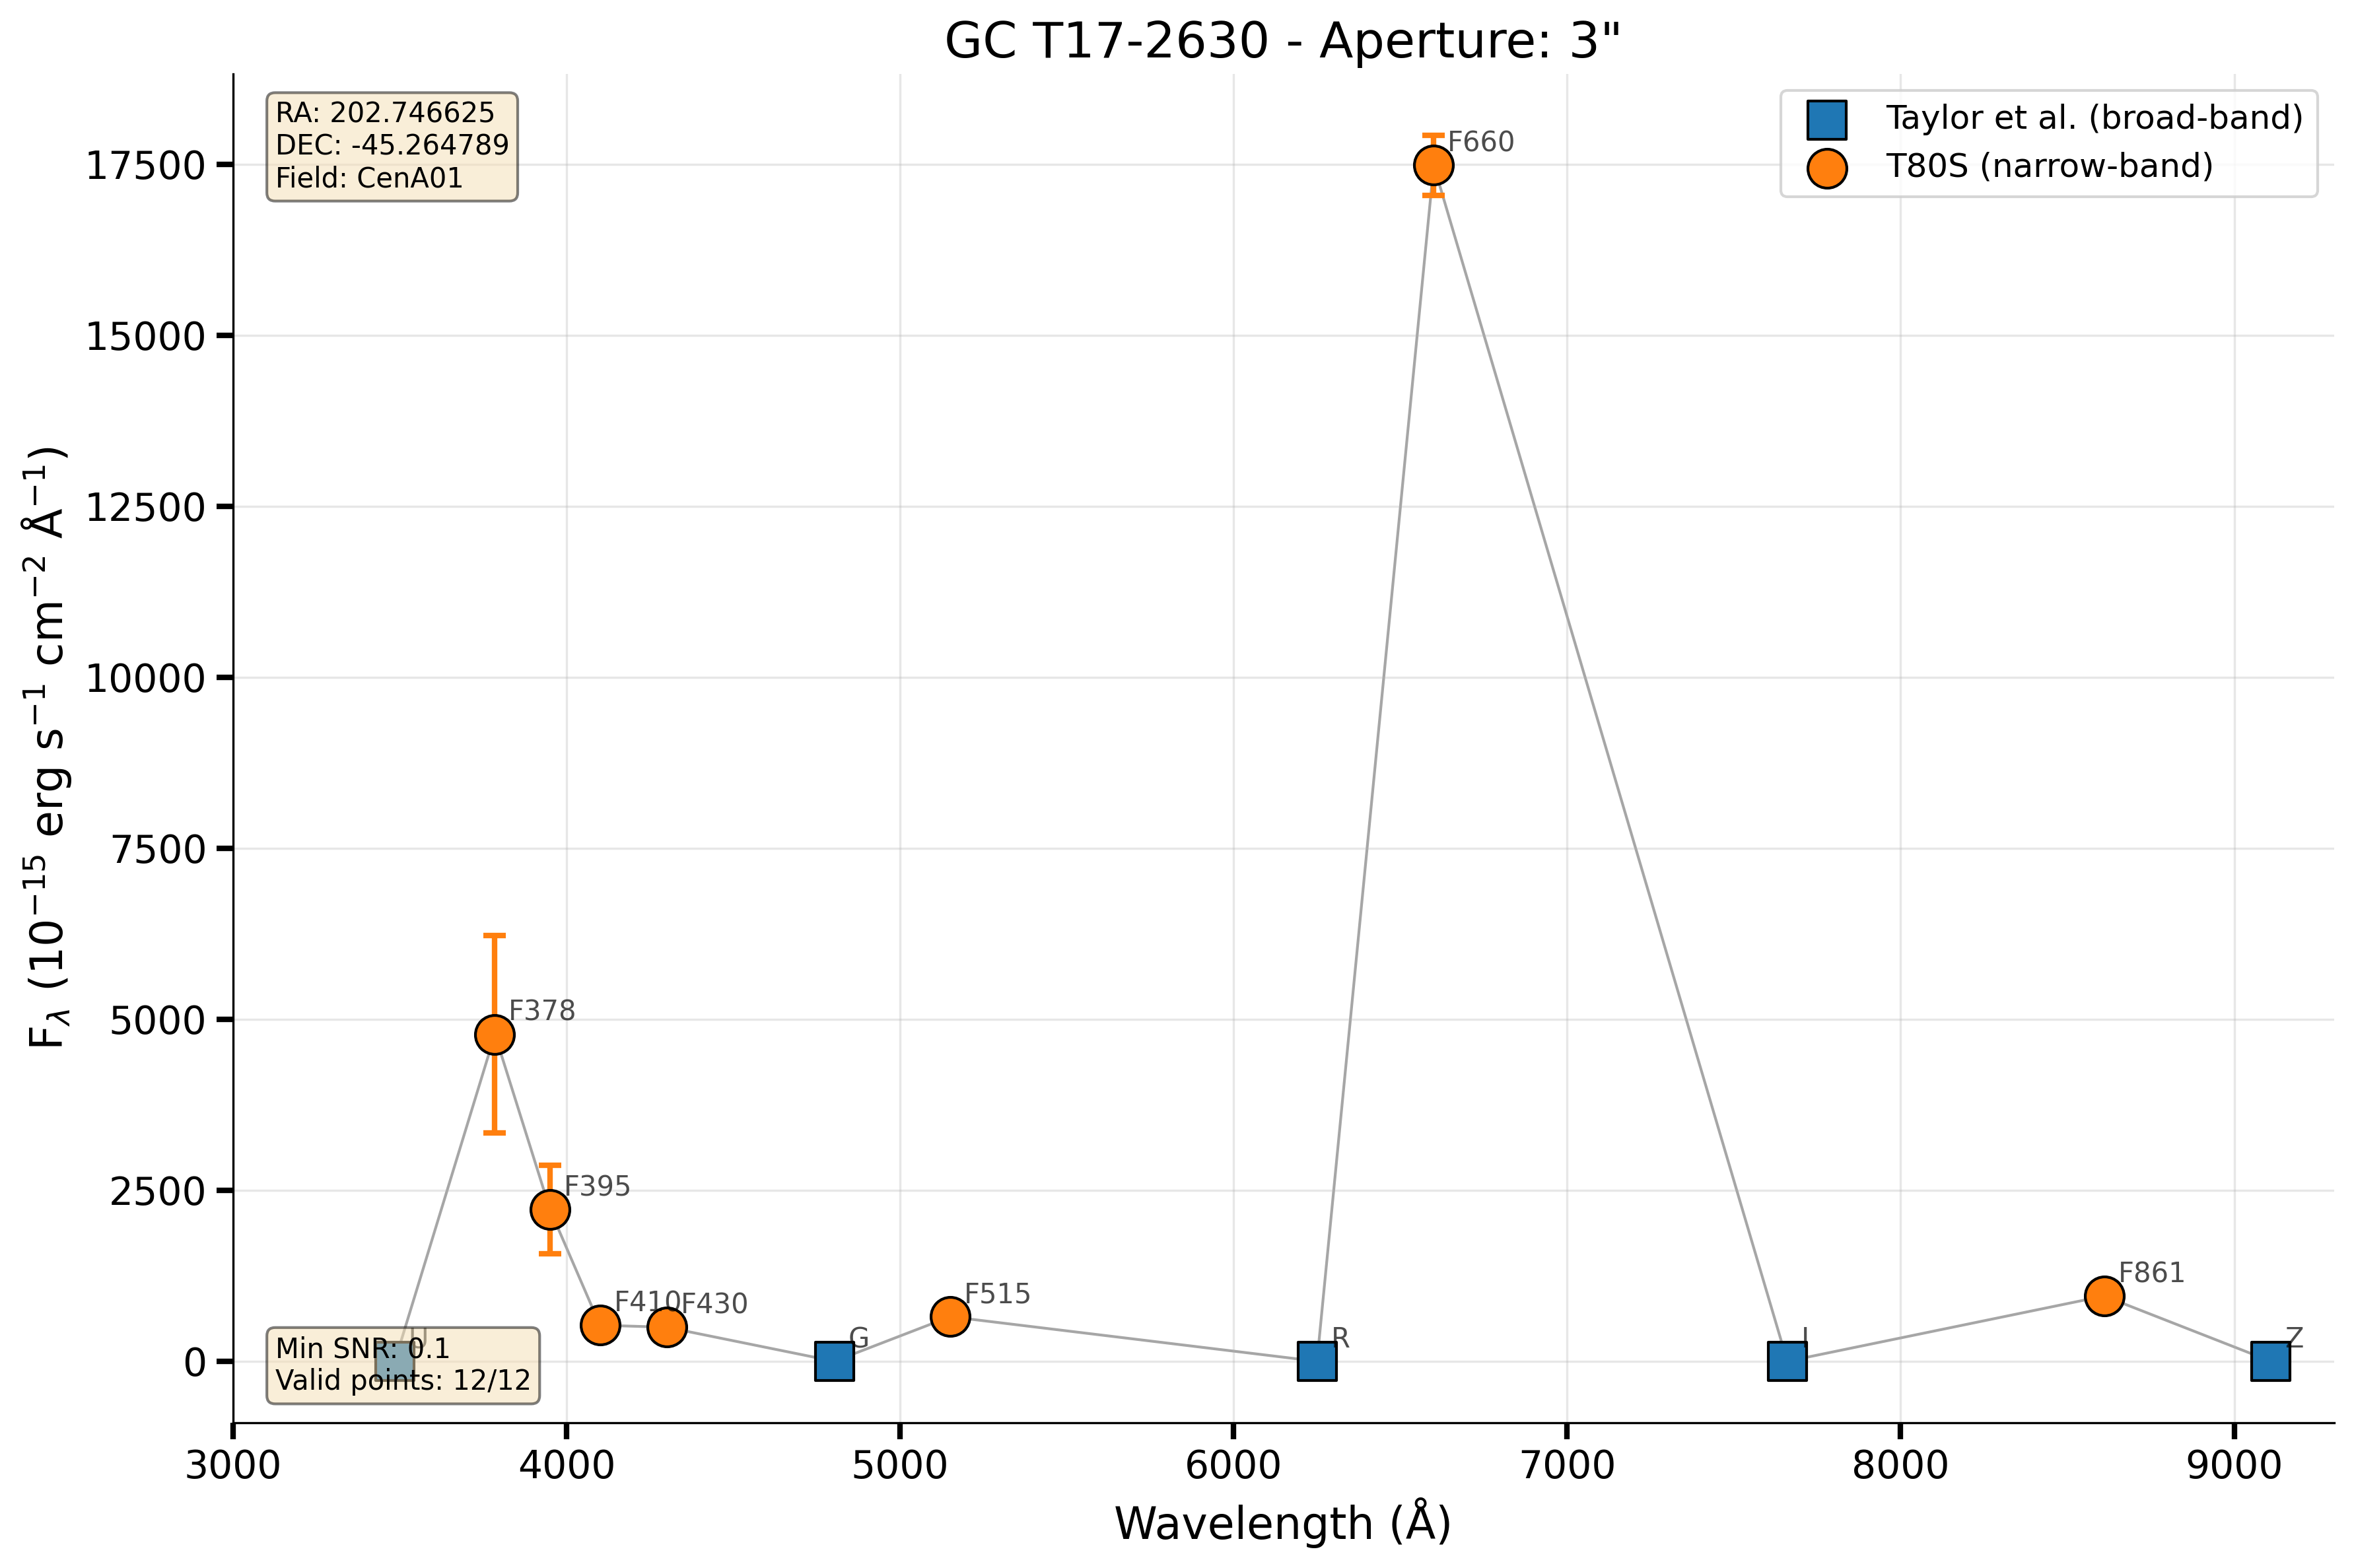 GC T17-2630 - Aperture: 3"
RA: 202.746625
DEC: -45.264789
Field: CenA01
Taylor et al. (broad-band)
T80S (narrow-band)
F660
17500
15000
12500
10000
7500
5000
2500
0
F_λ (10⁻¹⁵ erg s⁻¹ cm⁻² Å⁻¹)
F378
F395
F410
F430
F515
F861
U
G
R
I
Z
Min SNR: 0.1
Valid points: 12/12
3000 4000 5000 6000 7000 8000 9000
Wavelength (Å)